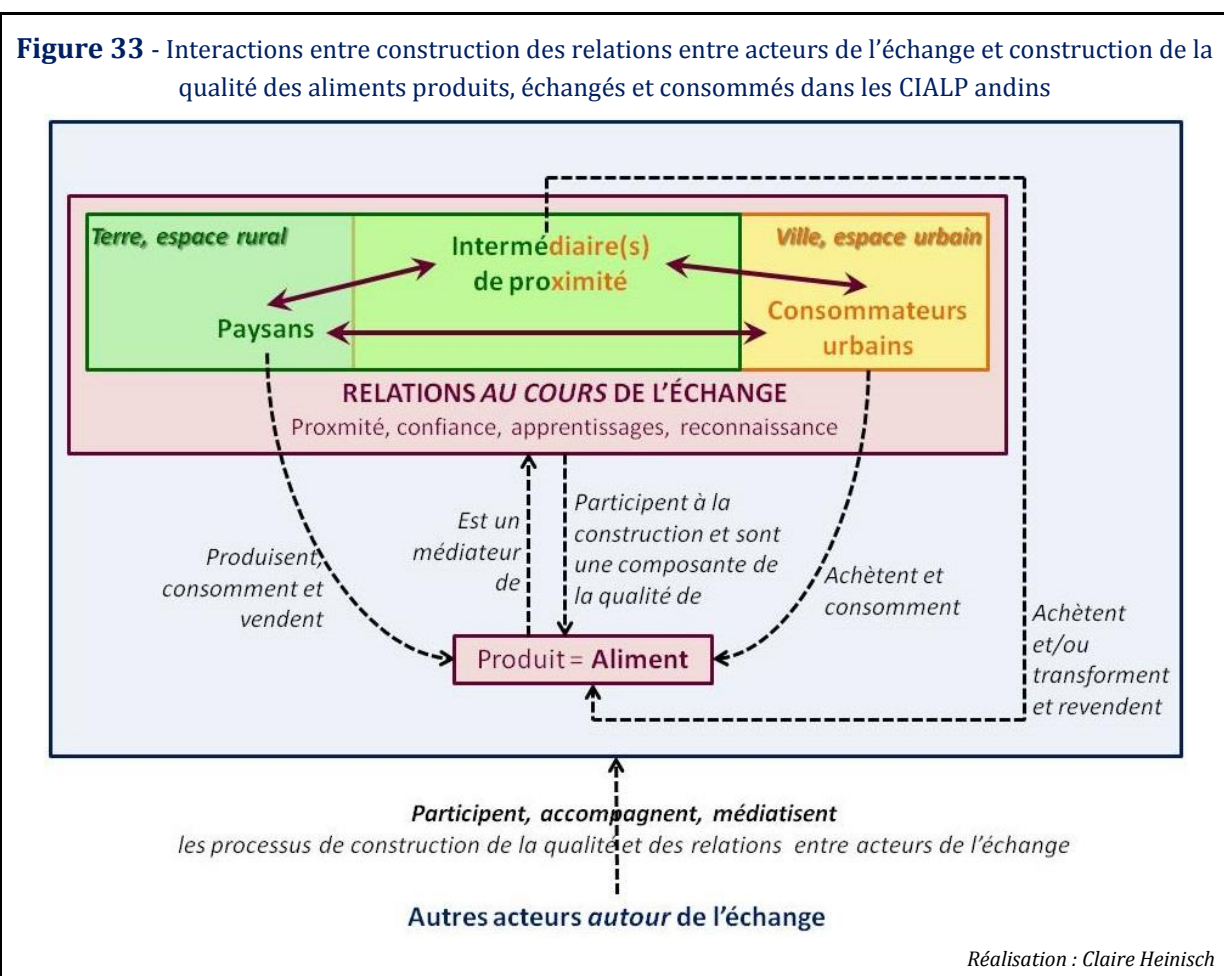 Figure 33 - Interactions entre construction des relations entre acteurs de l'échange et construction de la
qualité des aliments produits, échangés et consommés dans les CIALP andins
Terre, espace rural
Intermédiaire(s)
de proximité
Ville, espace urbain
Paysans
Consommateurs
urbains
RELATIONS AU COURS DE L'ÉCHANGE
Proxmité, confiance, apprentissages, reconnaissance
Produisent,
consomment et
vendent
Est un
médiateur
de
Participent à la
construction et sont
une composante de
la qualité de
Achètent et
consomment
Achètent
et/ou
transforment
et revendent
Produit = Aliment
Participent, accompagnent, médiatisent
les processus de construction de la qualité et des relations entre acteurs de l'échange
Autres acteurs autour de l'échange
Réalisation : Claire Heinisch